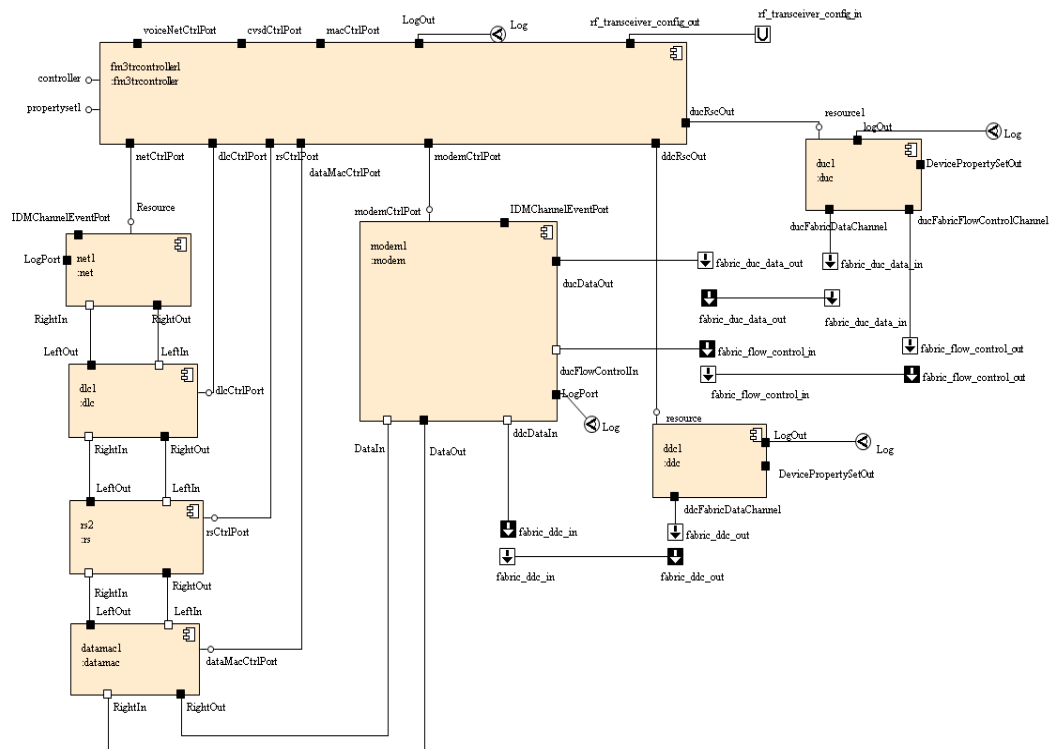 rf_transceiver_config_in
LogOut
Log
rf_transceiver_config_out
voiceNetCtrlPort
cvsdCtrlPort
macCtrlPort
fm3trcontroller1
:fm3trcontroller
controller
propertyset1
ducRscOut
resource1
logOut
Log
netCtrlPort
dlcCtrlPort
rsCtrlPort
modemCtrlPort
ddcRscOut
dataMacCtrlPort
duc1
:duc
DevicePropertySetOut
Resource
modemCtrlPort
IDMChannelEventPort
IDMChannelEventPort
ducFabricFlowControlChannel
ducFabricDataChannel
LogPort
net1
:net
modem1
:modem
fabric_duc_data_out
fabric_duc_data_in
ducDataOut
RightIn
RightOut
fabric_duc_data_out
fabric_duc_data_in
LeftOut
LeftIn
fabric_flow_control_in
fabric_flow_control_out
ducFlowControlIn
dlc1
:dlc
dlcCtrlPort
LogPort
fabric_flow_control_in
fabric_flow_control_out
resource
Log
RightIn
RightOut
DataIn
DataOut
ddcDataIn
LogOut
Log
ddc1
:ddc
DevicePropertySetOut
LeftOut
LeftIn
ddcFabricDataChannel
rs2
:rs
rsCtrlPort
fabric_ddc_in
fabric_ddc_out
fabric_ddc_in
fabric_ddc_out
RightIn
RightOut
LeftOut
LeftIn
datamac1
:datamac
dataMacCtrlPort
RightIn
RightOut